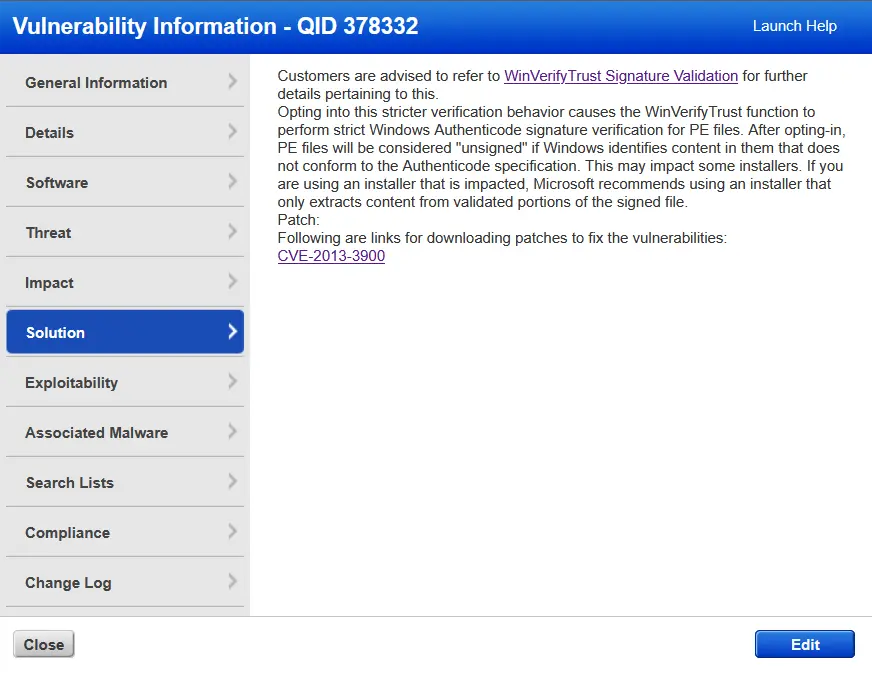 Vulnerability Information - QID 378332
Launch Help
General Information
Details
Software
Threat
Impact
Solution
Exploitability
Associated Malware
Search Lists
Compliance
Change Log
Customers are advised to refer to WinVerifyTrust Signature Validation for further
details pertaining to this.
Opting into this stricter verification behavior causes the WinVerifyTrust function to
perform strict Windows Authenticode signature verification for PE files. After opting-in,
PE files will be considered "unsigned" if Windows identifies content in them that does
not conform to the Authenticode specification. This may impact some installers. If you
are using an installer that is impacted, Microsoft recommends using an installer that
only extracts content from validated portions of the signed file.
Patch:
Following are links for downloading patches to fix the vulnerabilities:
CVE-2013-3900
Close
Edit